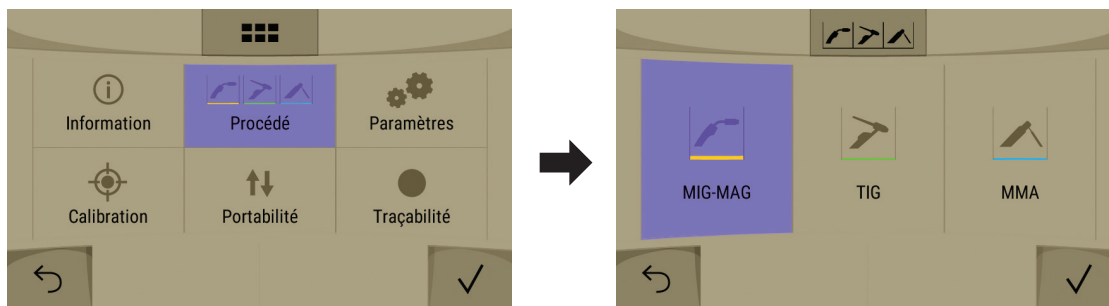 Information
Procédé
Paramètres
Calibration
Portabilité
Traçabilité
MIG-MAG
TIG
MMA